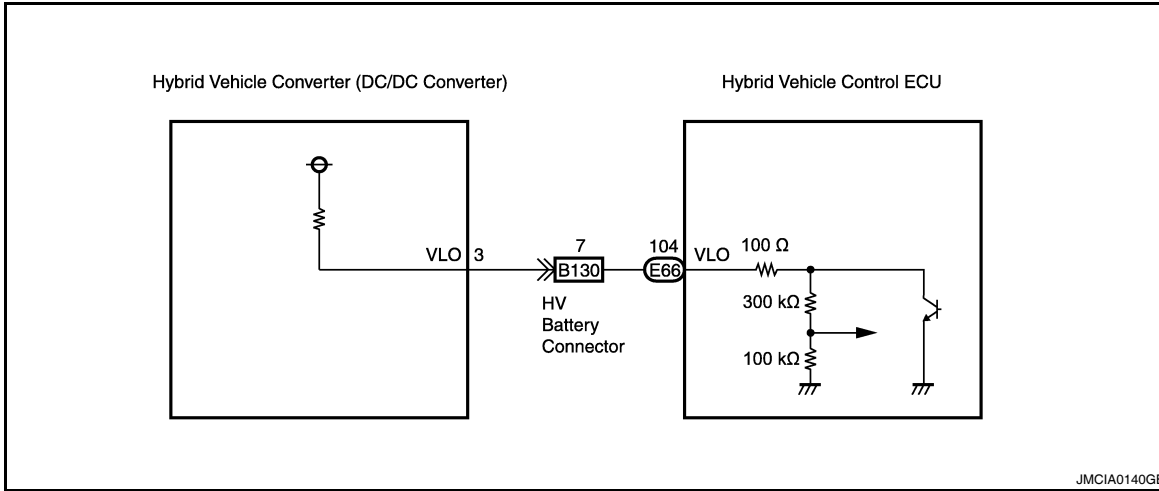 Hybrid Vehicle Converter (DC/DC Converter)
Hybrid Vehicle Control ECU
VLO 3
7
B130
HV
Battery
Connector
104
E66
VLO
100 Ω
300 kΩ
100 kΩ
JMCIA0140GE